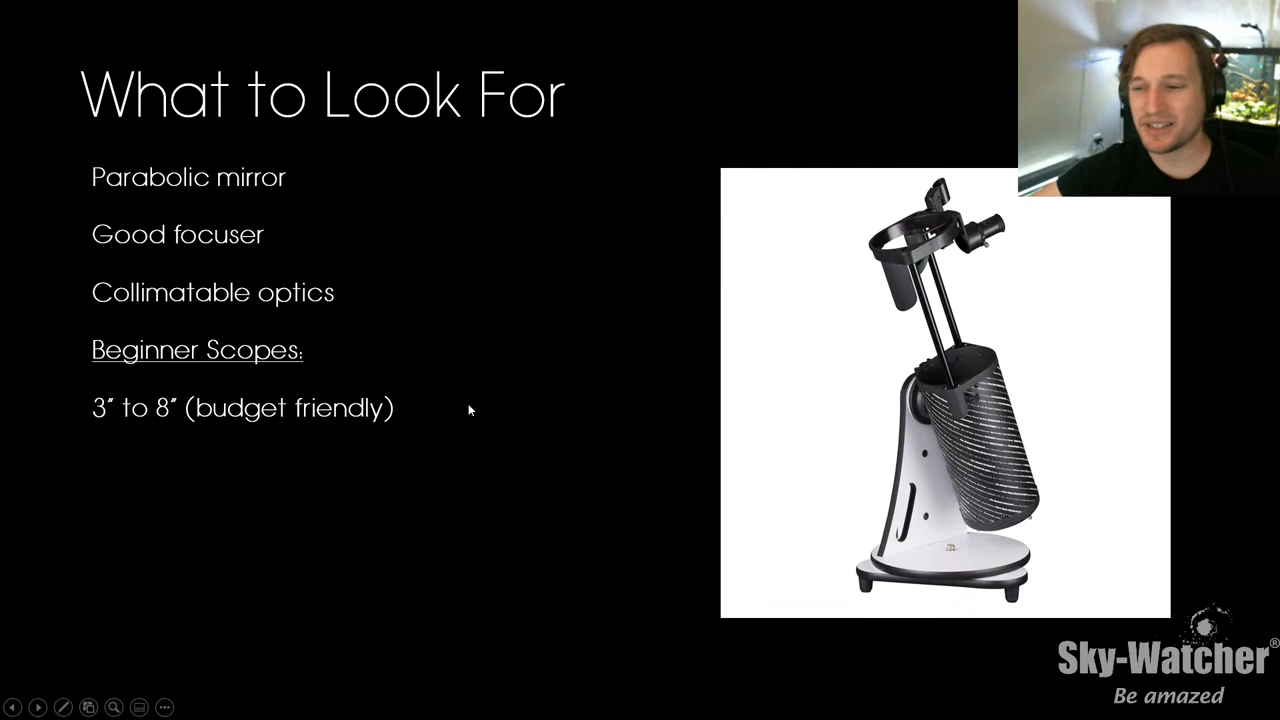 What to Look For
Parabolic mirror
Good focuser
Collimatable optics
Beginner Scopes:
3” to 8” (budget friendly)
Sky-Watcher®
Be amazed